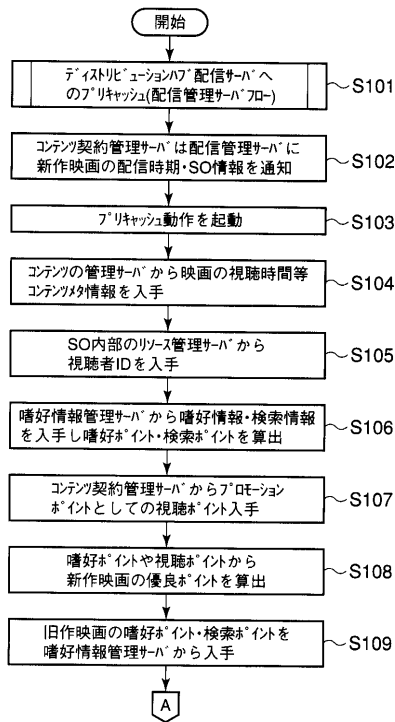 開始
ディストリビューションハブ配信サーバへ
のプリキャッシュ(配信管理サーバフロー)
S101
コンテンツ契約管理サーバは配信管理サーバに
新作映画の配信時期・SO情報を通知
S102
プリキャッシュ動作を起動
S103
コンテンツの管理サーバから映画の視聴時間等
コンテンツメタ情報を入手
S104
SO内部のリソース管理サーバから
視聴者IDを入手
S105
嗜好情報管理サーバから嗜好情報・検索情報
を入手し嗜好ポイント・検索ポイントを算出
S106
コンテンツ契約管理サーバからプロモーション
ポイントとしての視聴ポイント入手
S107
嗜好ポイントや視聴ポイントから
新作映画の優良ポイントを算出
S108
旧作映画の嗜好ポイント・検索ポイントを
嗜好情報管理サーバから入手
S109
A